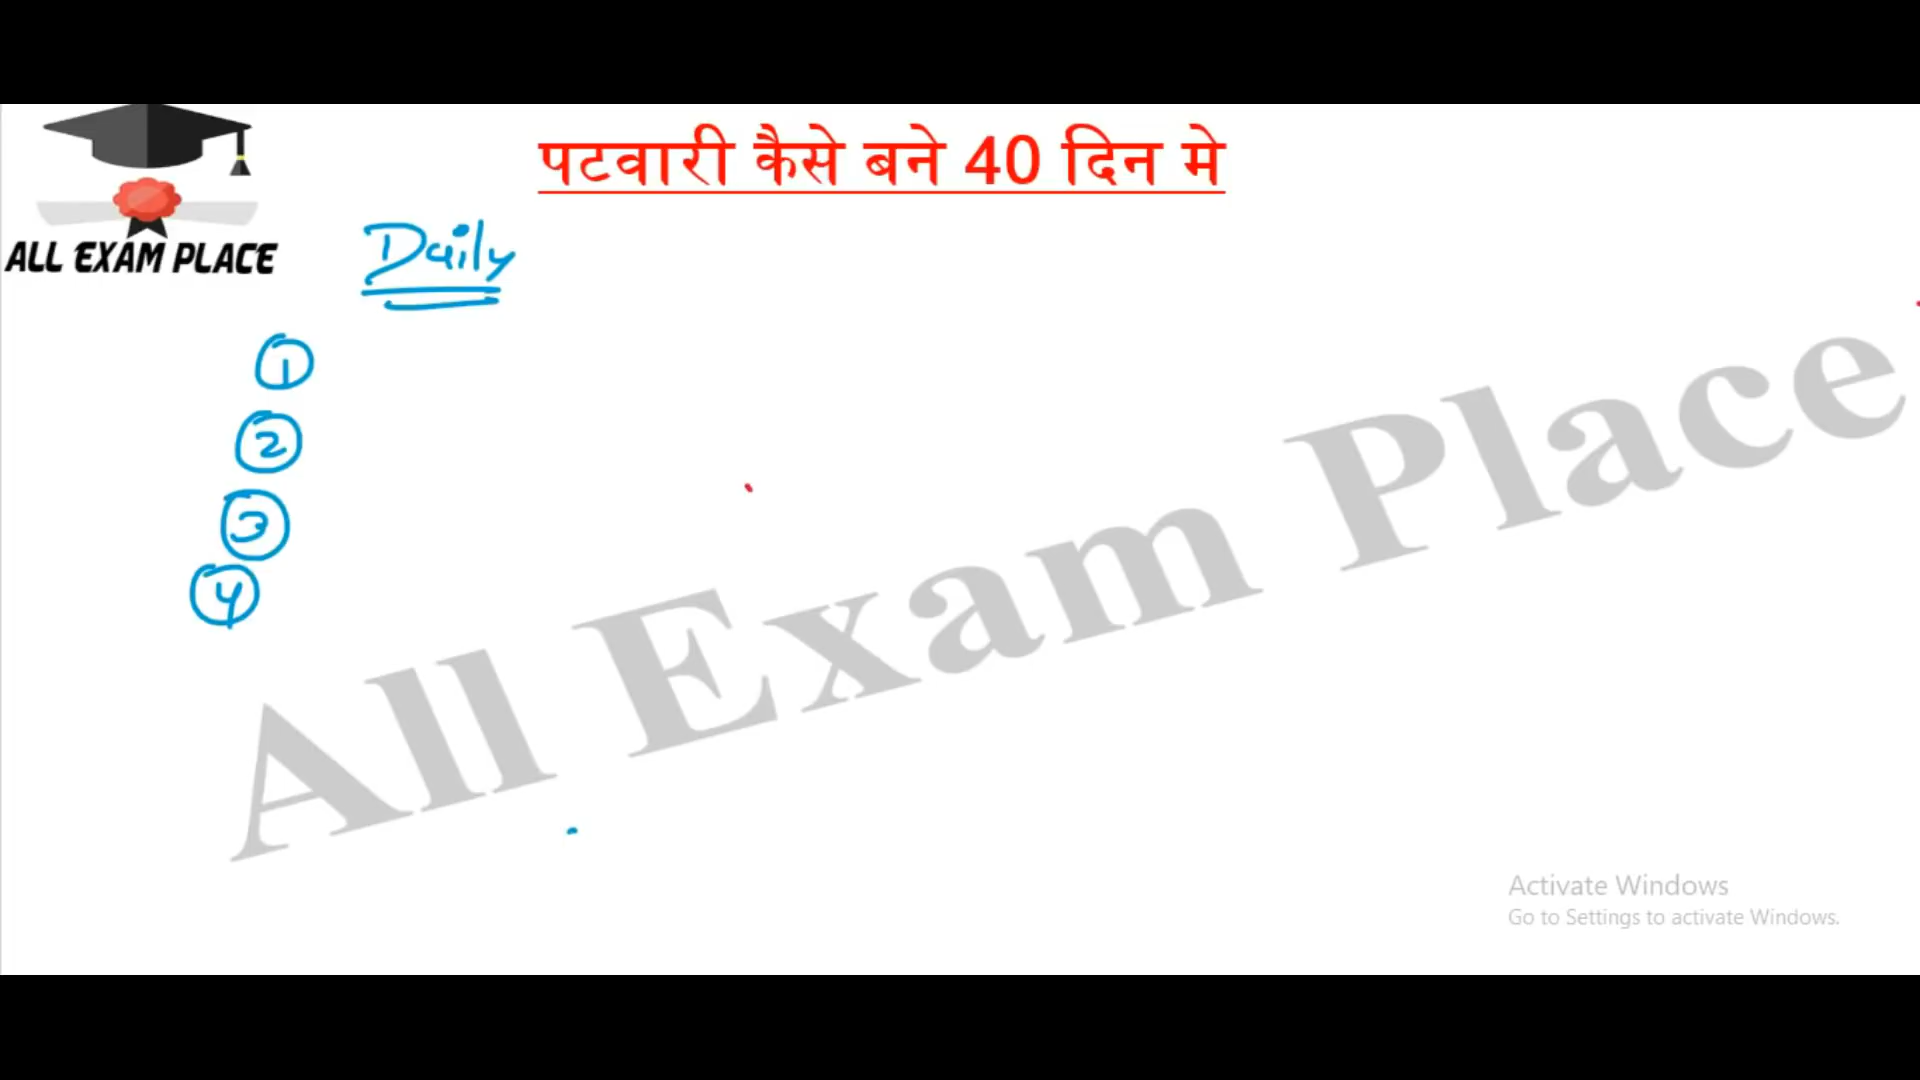 पटवारी कैसे बने 40 दिन मे
ALL EXAM PLACE
Daily
1
2
3
4
All Exam Place
Activate Windows
Go to Settings to activate Windows.